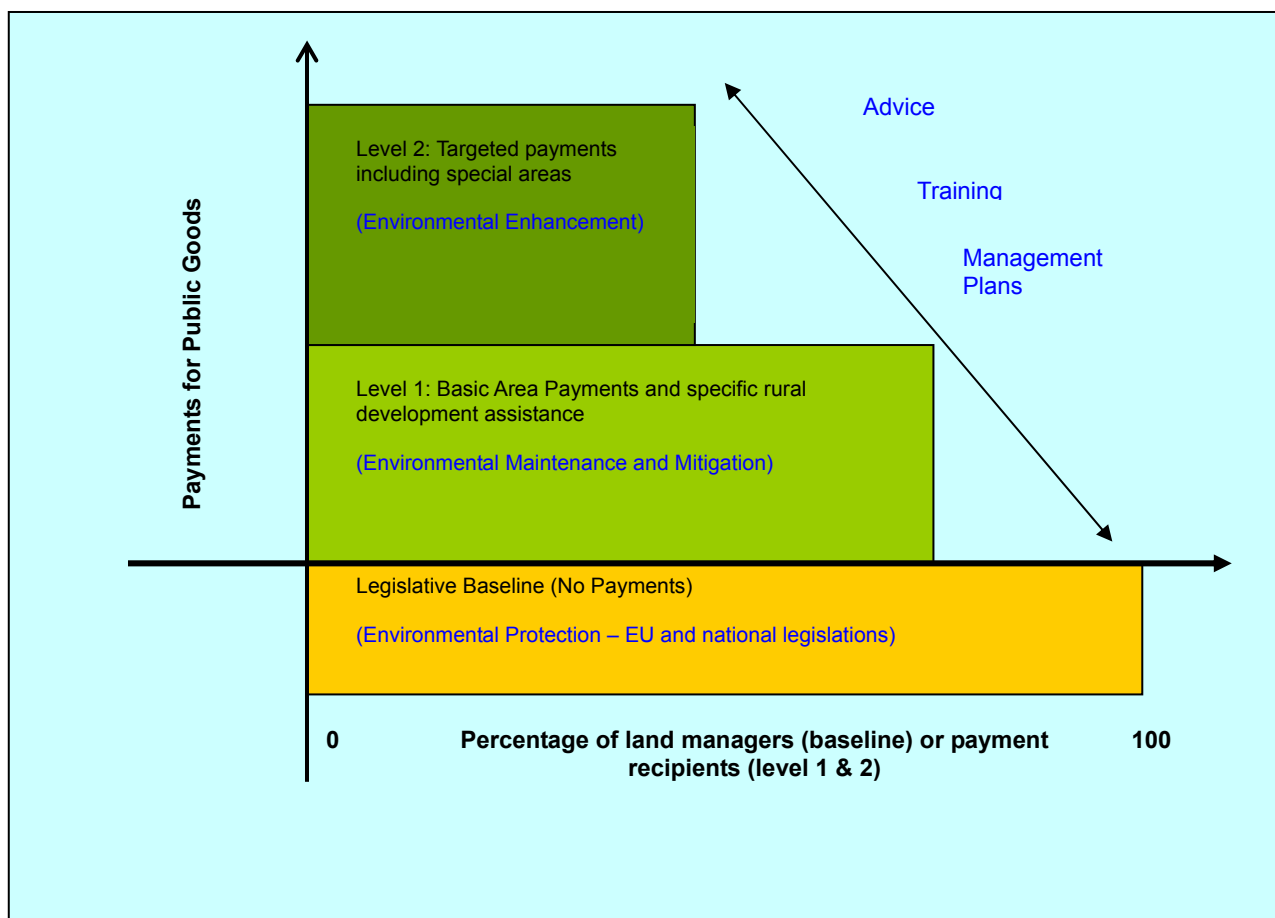 Payments for Public Goods
Level 2: Targeted payments
including special areas
(Environmental Enhancement)
Advice
Training
Management
Plans
Level 1: Basic Area Payments and specific rural
development assistance
(Environmental Maintenance and Mitigation)
Legislative Baseline (No Payments)
(Environmental Protection – EU and national legislations)
0
Percentage of land managers (baseline) or payment
recipients (level 1 & 2)
100